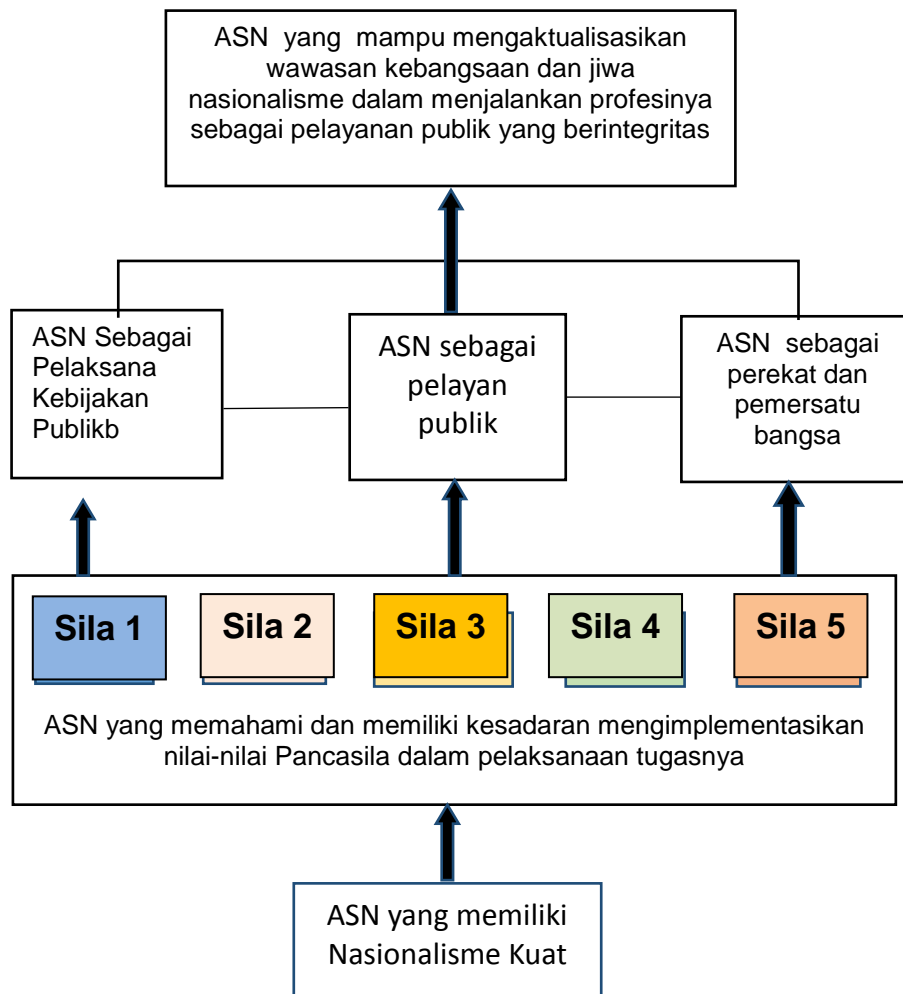 ASN yang mampu mengaktualisasikan
wawasan kebangsaan dan jiwa
nasionalisme dalam menjalankan profesinya
sebagai pelayanan publik yang berintegritas
ASN Sebagai
Pelaksana
Kebijakan
Publikb
ASN sebagai
pelayan
publik
ASN sebagai
perekat dan
pemersatu
bangsa
Sila 1
Sila 2
Sila 3
Sila 4
Sila 5
ASN yang memahami dan memiliki kesadaran mengimplementasikan
nilai-nilai Pancasila dalam pelaksanaan tugasnya
ASN yang memiliki
Nasionalisme Kuat